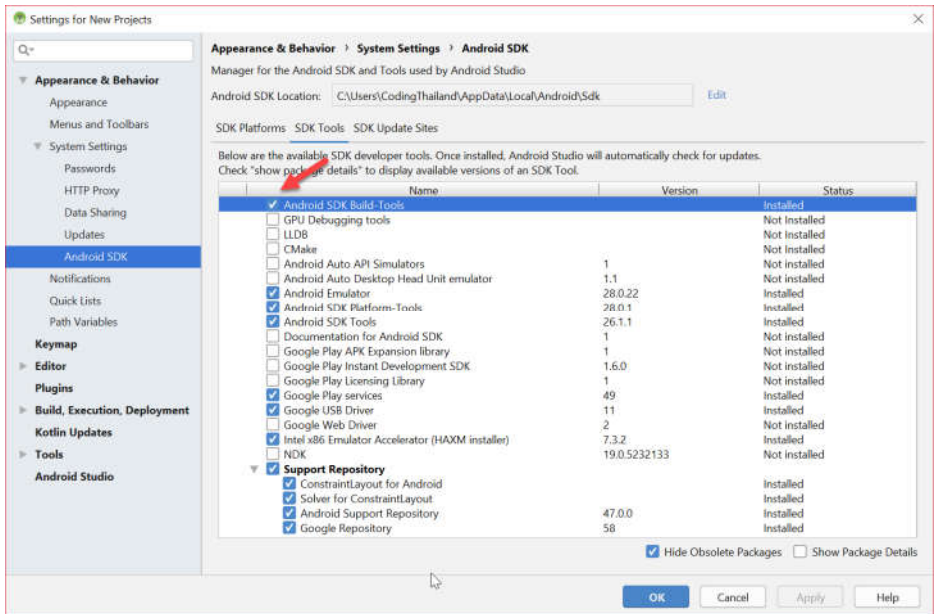 Settings for New Projects
Appearance & Behavior › System Settings › Android SDK
Manager for the Android SDK and Tools used by Android Studio
Android SDK Location: C:\Users\CodingThailand\AppData\Local\Android\Sdk Edit
Appearance & Behavior
Appearance
Menus and Toolbars
System Settings
Passwords
HTTP Proxy
Data Sharing
Updates
Android SDK
Notifications
Quick Lists
Path Variables
Keymap
Editor
Plugins
Build, Execution, Deployment
Kotlin Updates
Tools
Android Studio
SDK Platforms SDK Tools SDK Update Sites
Below are the available SDK developer tools. Once installed, Android Studio will automatically check for updates.
Check "show package details" to display available versions of an SDK Tool.
Name Version Status
Android SDK Build-Tools Installed
GPU Debugging tools Not Installed
LLDB Not Installed
CMake Not Installed
Android Auto API Simulators 1 Not installed
Android Auto Desktop Head Unit emulator 1.1 Not installed
Android Emulator 28.0.22 Installed
Android SDK Platform-Tools 28.0.1 Installed
Android SDK Tools 26.1.1 Installed
Documentation for Android SDK 1 Not installed
Google Play APK Expansion library 1 Not installed
Google Play Instant Development SDK 1.6.0 Not installed
Google Play Licensing Library 1 Not installed
Google Play services 49 Installed
Google USB Driver 11 Installed
Google Web Driver 2 Not installed
Intel x86 Emulator Accelerator (HAXM installer) 7.3.2 Installed
NDK 19.0.5232133 Not installed
Support Repository
ConstraintLayout for Android Installed
Solver for ConstraintLayout Installed
Android Support Repository 47.0.0 Installed
Google Repository 58 Installed
Hide Obsolete Packages Show Package Details
OK Cancel Apply Help